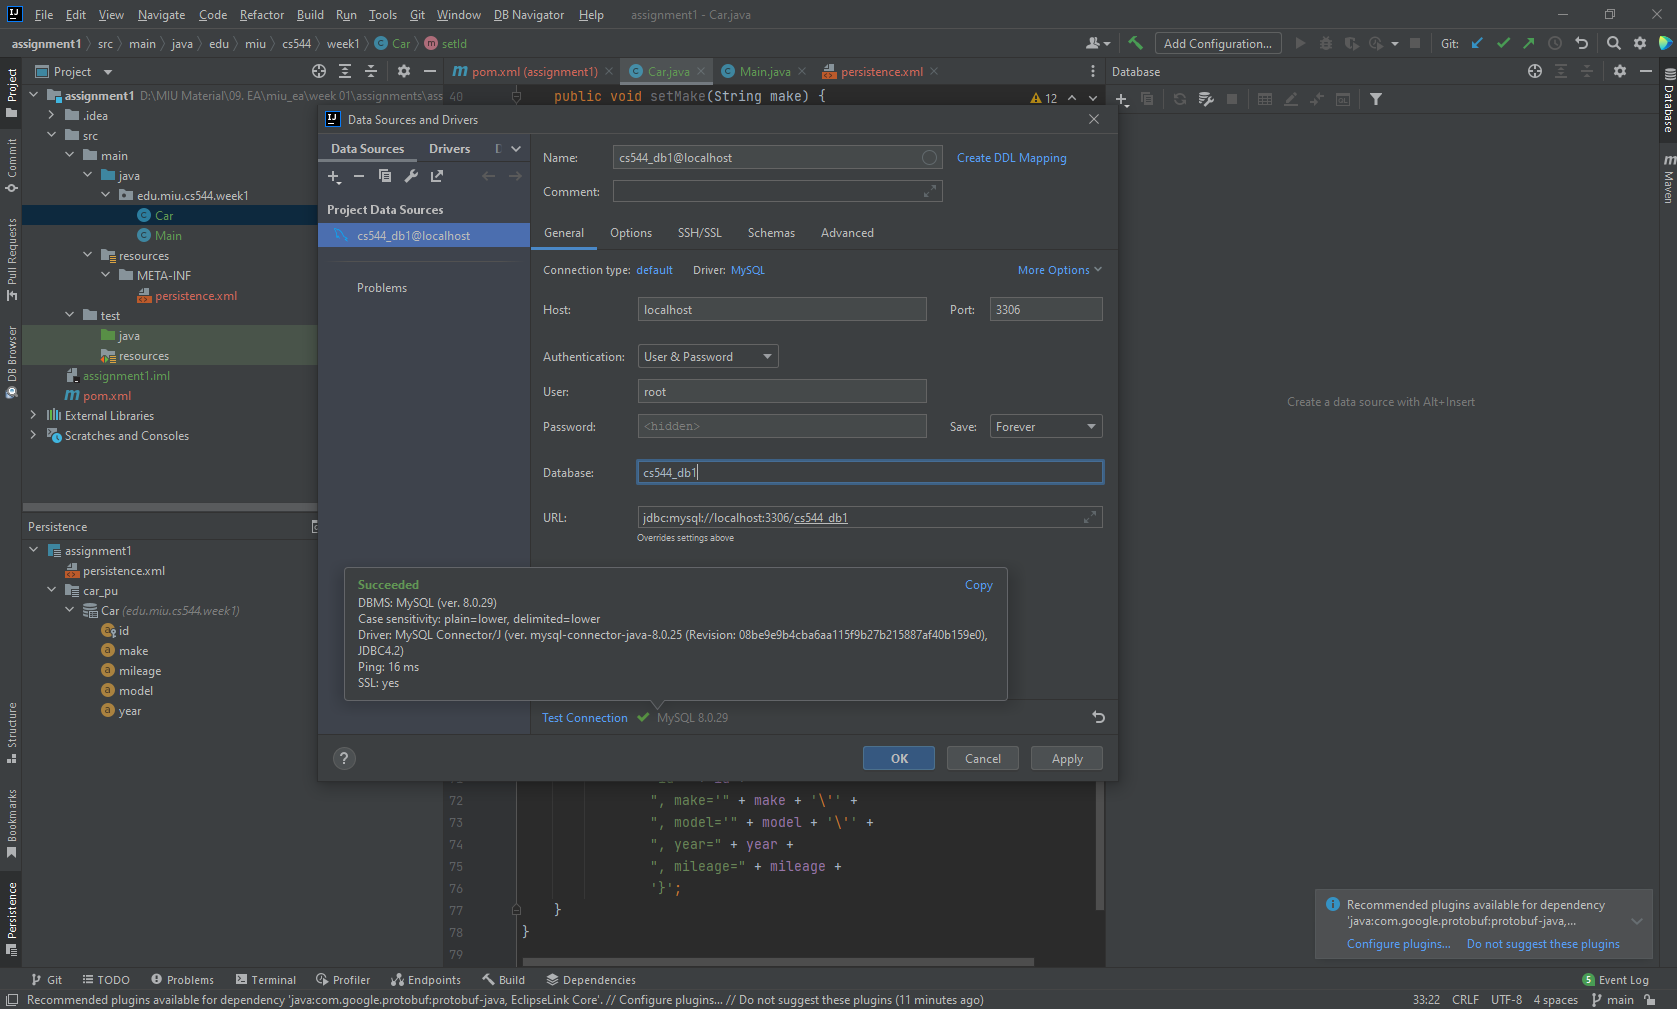 File Edit View Navigate Code Refactor Build Run Tools Git Window DB Navigator Help assignment1 - Car.java
assignment1 src main java edu miu cs544 week1 Car setId
Add Configuration... Git:
Project
pom.xml (assignment1) Car.java Main.java persistence.xml
Database
assignment1 D:\MIU Material\09. EA\miu_ea\week 01\assignments\ass
.idea
src
main
java
edu.miu.cs544.week1
Car
Main
resources
META-INF
persistence.xml
test
java
resources
assignment1.iml
pom.xml
External Libraries
Scratches and Consoles
40 public void setMake(String make) {
12
Data Sources and Drivers
Data Sources Drivers
Project Data Sources
cs544_db1@localhost
Problems
Name: cs544_db1@localhost Create DDL Mapping
Comment:
General Options SSH/SSL Schemas Advanced
Connection type: default Driver: MySQL More Options
Host: localhost Port: 3306
Authentication: User & Password
User: root
Password: <hidden> Save: Forever
Database: cs544_db1
URL: jdbc:mysql://localhost:3306/cs544_db1
Overrides settings above
Succeeded Copy
DBMS: MySQL (ver. 8.0.29)
Case sensitivity: plain=lower, delimited=lower
Driver: MySQL Connector/J (ver. mysql-connector-java-8.0.25 (Revision: 08be9e9b4cba6aa115f9b27b215887af40b159e0),
JDBC4.2)
Ping: 16 ms
SSL: yes
Test Connection MySQL 8.0.29
? OK Cancel Apply
Create a data source with Alt+Insert
Persistence
assignment1
persistence.xml
car_pu
Car (edu.miu.cs544.week1)
id
make
mileage
model
year
72 ", make='" + make + '\'' +
73 ", model='" + model + '\'' +
74 ", year=" + year +
75 ", mileage=" + mileage +
76 '}';
77 }
78 }
79
Recommended plugins available for dependency
'java:com.google.protobuf:protobuf-java,...
Configure plugins... Do not suggest these plugins
Project
Commit
Pull Requests
DB Browser
Structure
Bookmarks
Persistence
Database
Maven
Git TODO Problems Terminal Profiler Endpoints Build Dependencies 5 Event Log
Recommended plugins available for dependency 'java:com.google.protobuf:protobuf-java, EclipseLink Core'. // Configure plugins... // Do not suggest these plugins (11 minutes ago) 33:22 CRLF UTF-8 4 spaces main